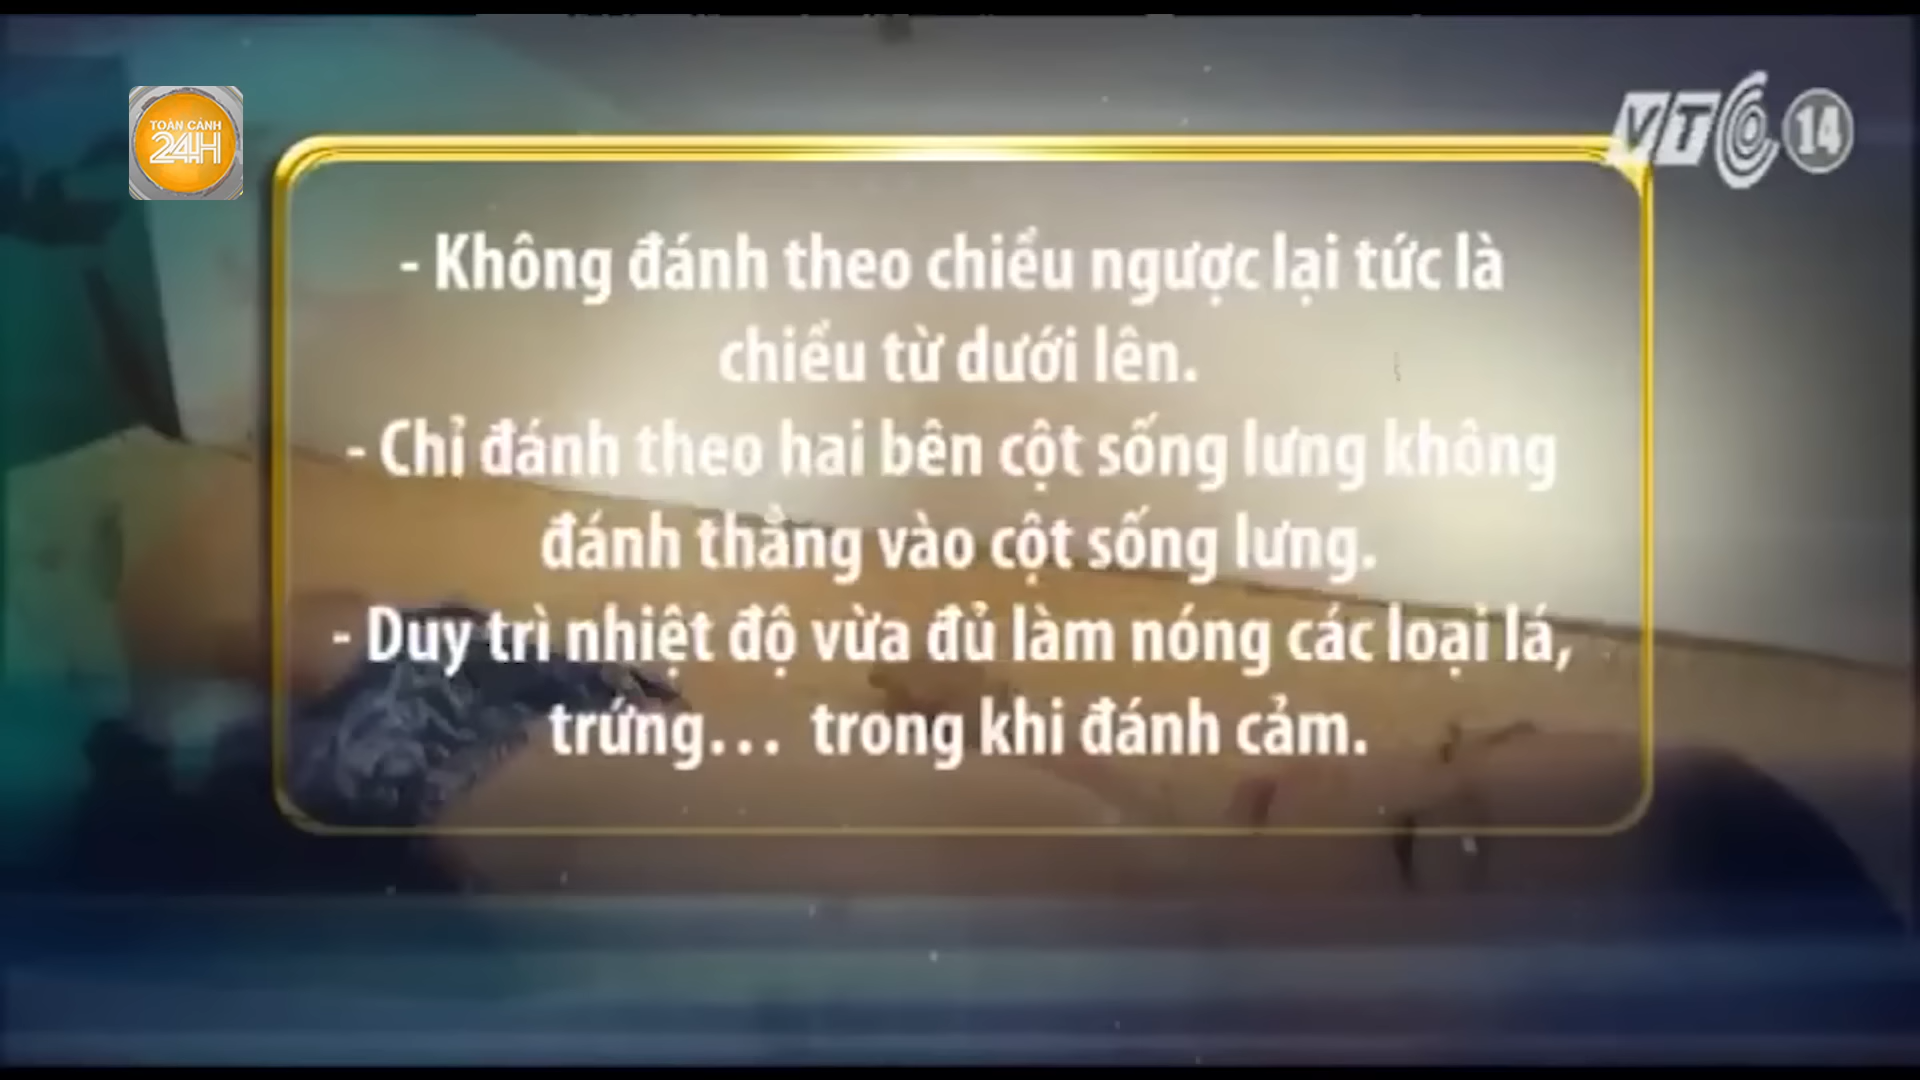 TOÀN CẢNH
24H
VTC 14
- Không đánh theo chiểu ngược lại tức là
chiểu từ dưới lên.
- Chỉ đánh theo hai bên cột sống lưng không
đánh thẳng vào cột sống lưng.
- Duy trì nhiệt độ vừa đủ làm nóng các loại lá,
trứng... trong khi đánh cảm.